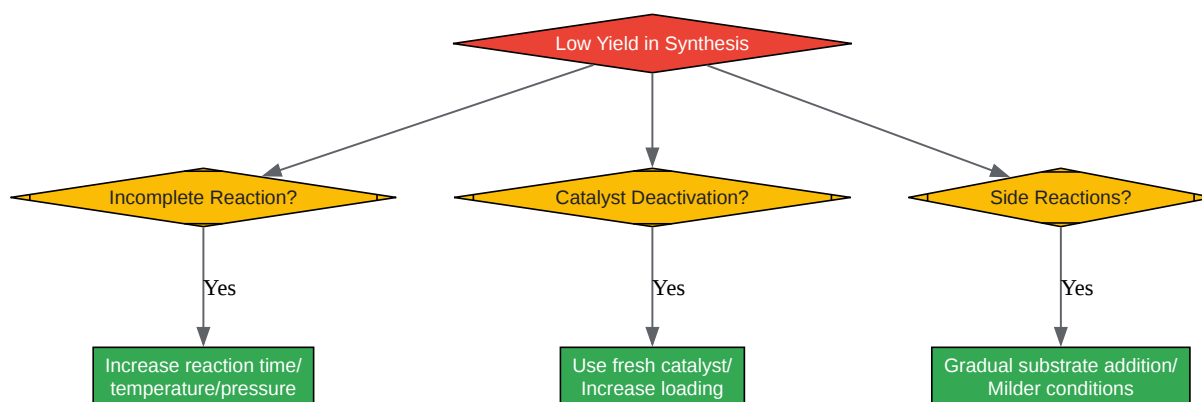 Low Yield in Synthesis
Incomplete Reaction?
Catalyst Deactivation?
Side Reactions?
Yes
Yes
Yes
Increase reaction time/
temperature/pressure
Use fresh catalyst/
Increase loading
Gradual substrate addition/
Milder conditions